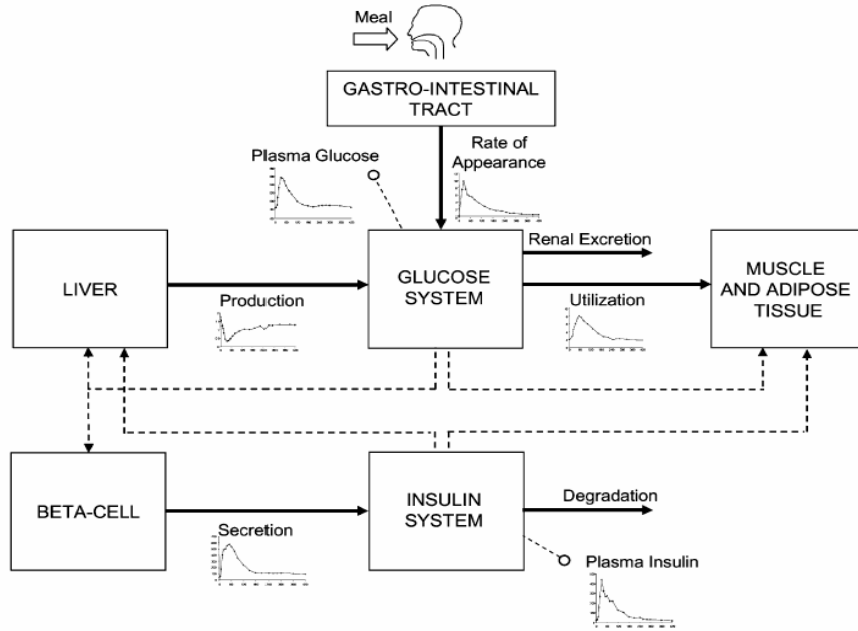 Meal
GASTRO-INTESTINAL
TRACT
Plasma Glucose
Rate of
Appearance
LIVER
Production
GLUCOSE
SYSTEM
Renal Excretion
Utilization
MUSCLE
AND ADIPOSE
TISSUE
BETA-CELL
Secretion
INSULIN
SYSTEM
Degradation
Plasma Insulin